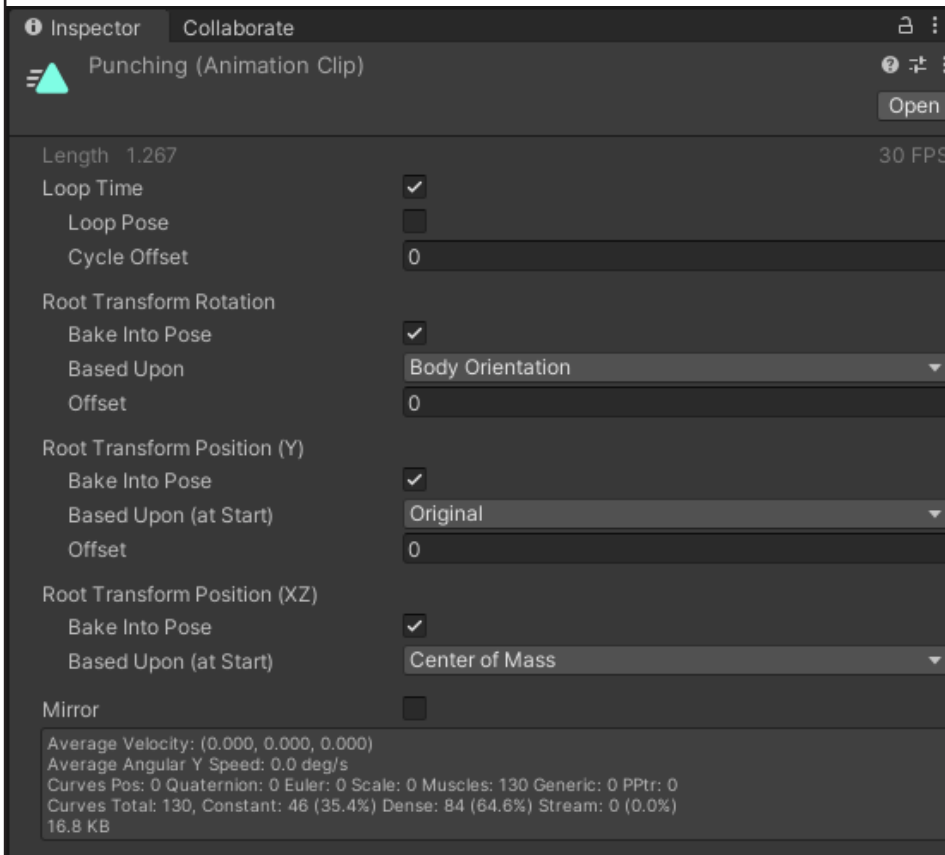 Inspector Collaborate
Punching (Animation Clip)
Open
Length 1.267 30 FPS
Loop Time
Loop Pose
Cycle Offset 0
Root Transform Rotation
Bake Into Pose
Based Upon Body Orientation
Offset 0
Root Transform Position (Y)
Bake Into Pose
Based Upon (at Start) Original
Offset 0
Root Transform Position (XZ)
Bake Into Pose
Based Upon (at Start) Center of Mass
Mirror
Average Velocity: (0.000, 0.000, 0.000)
Average Angular Y Speed: 0.0 deg/s
Curves Pos: 0 Quaternion: 0 Euler: 0 Scale: 0 Muscles: 130 Generic: 0 PPtr: 0
Curves Total: 130, Constant: 46 (35.4%) Dense: 84 (64.6%) Stream: 0 (0.0%)
16.8 KB